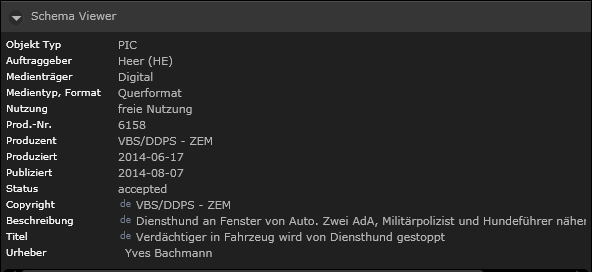 Schema Viewer
Objekt Typ PIC
Auftraggeber Heer (HE)
Medienträger Digital
Medientyp, Format Querformat
Nutzung freie Nutzung
Prod.-Nr. 6158
Produzent VBS/DDPS - ZEM
Produziert 2014-06-17
Publiziert 2014-08-07
Status accepted
Copyright de VBS/DDPS - ZEM
Beschreibung de Diensthund an Fenster von Auto. Zwei AdA, Militärpolizist und Hundeführer näher
Titel de Verdächtiger in Fahrzeug wird von Diensthund gestoppt
Urheber Yves Bachmann